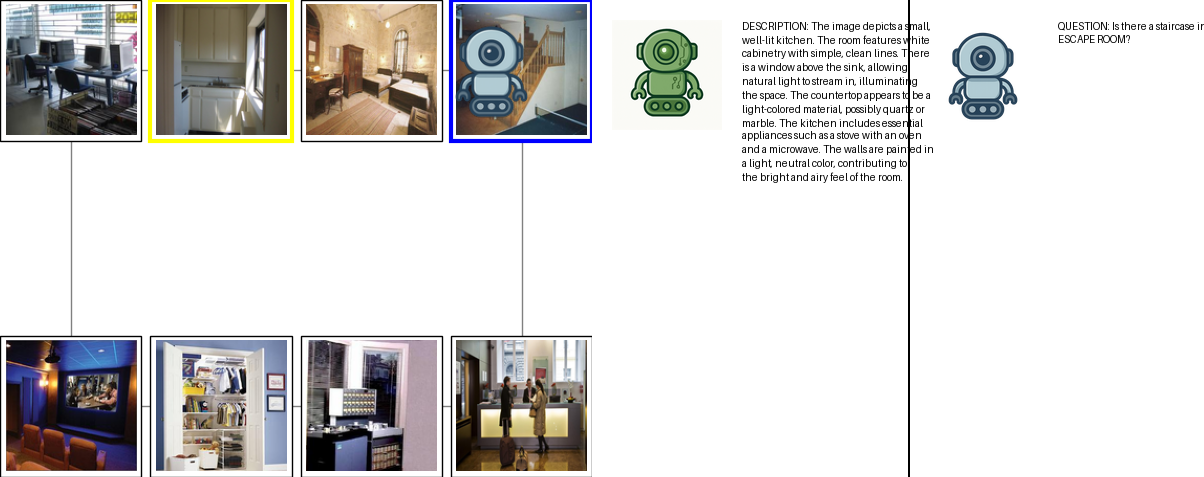 DESCRIPTION: The image depicts a small,
well-lit kitchen. The room features white
cabinetry with simple, clean lines. There
is a window above the sink, allowing
natural light to stream in, illuminating
the space. The countertop appears to be a
light-colored material, possibly quartz or
marble. The kitchen includes essential
appliances such as a stove with an oven
and a microwave. The walls are painted in
a light, neutral color, contributing to
the bright and airy feel of the room.
QUESTION: Is there a staircase in
ESCAPE ROOM?